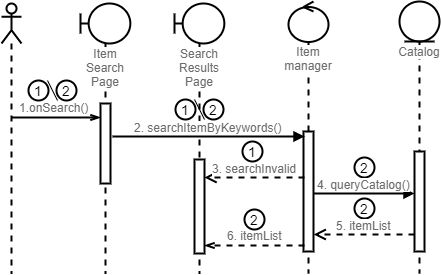 Item
Search
Page
Search
Results
Page
Item
manager
Catalog
1 \ 2
1.onSearch()
1 \ 2
2. searchItemByKeywords()
1
3. searchInvalid
2
4. queryCatalog()
2
5. itemList
2
6. itemList